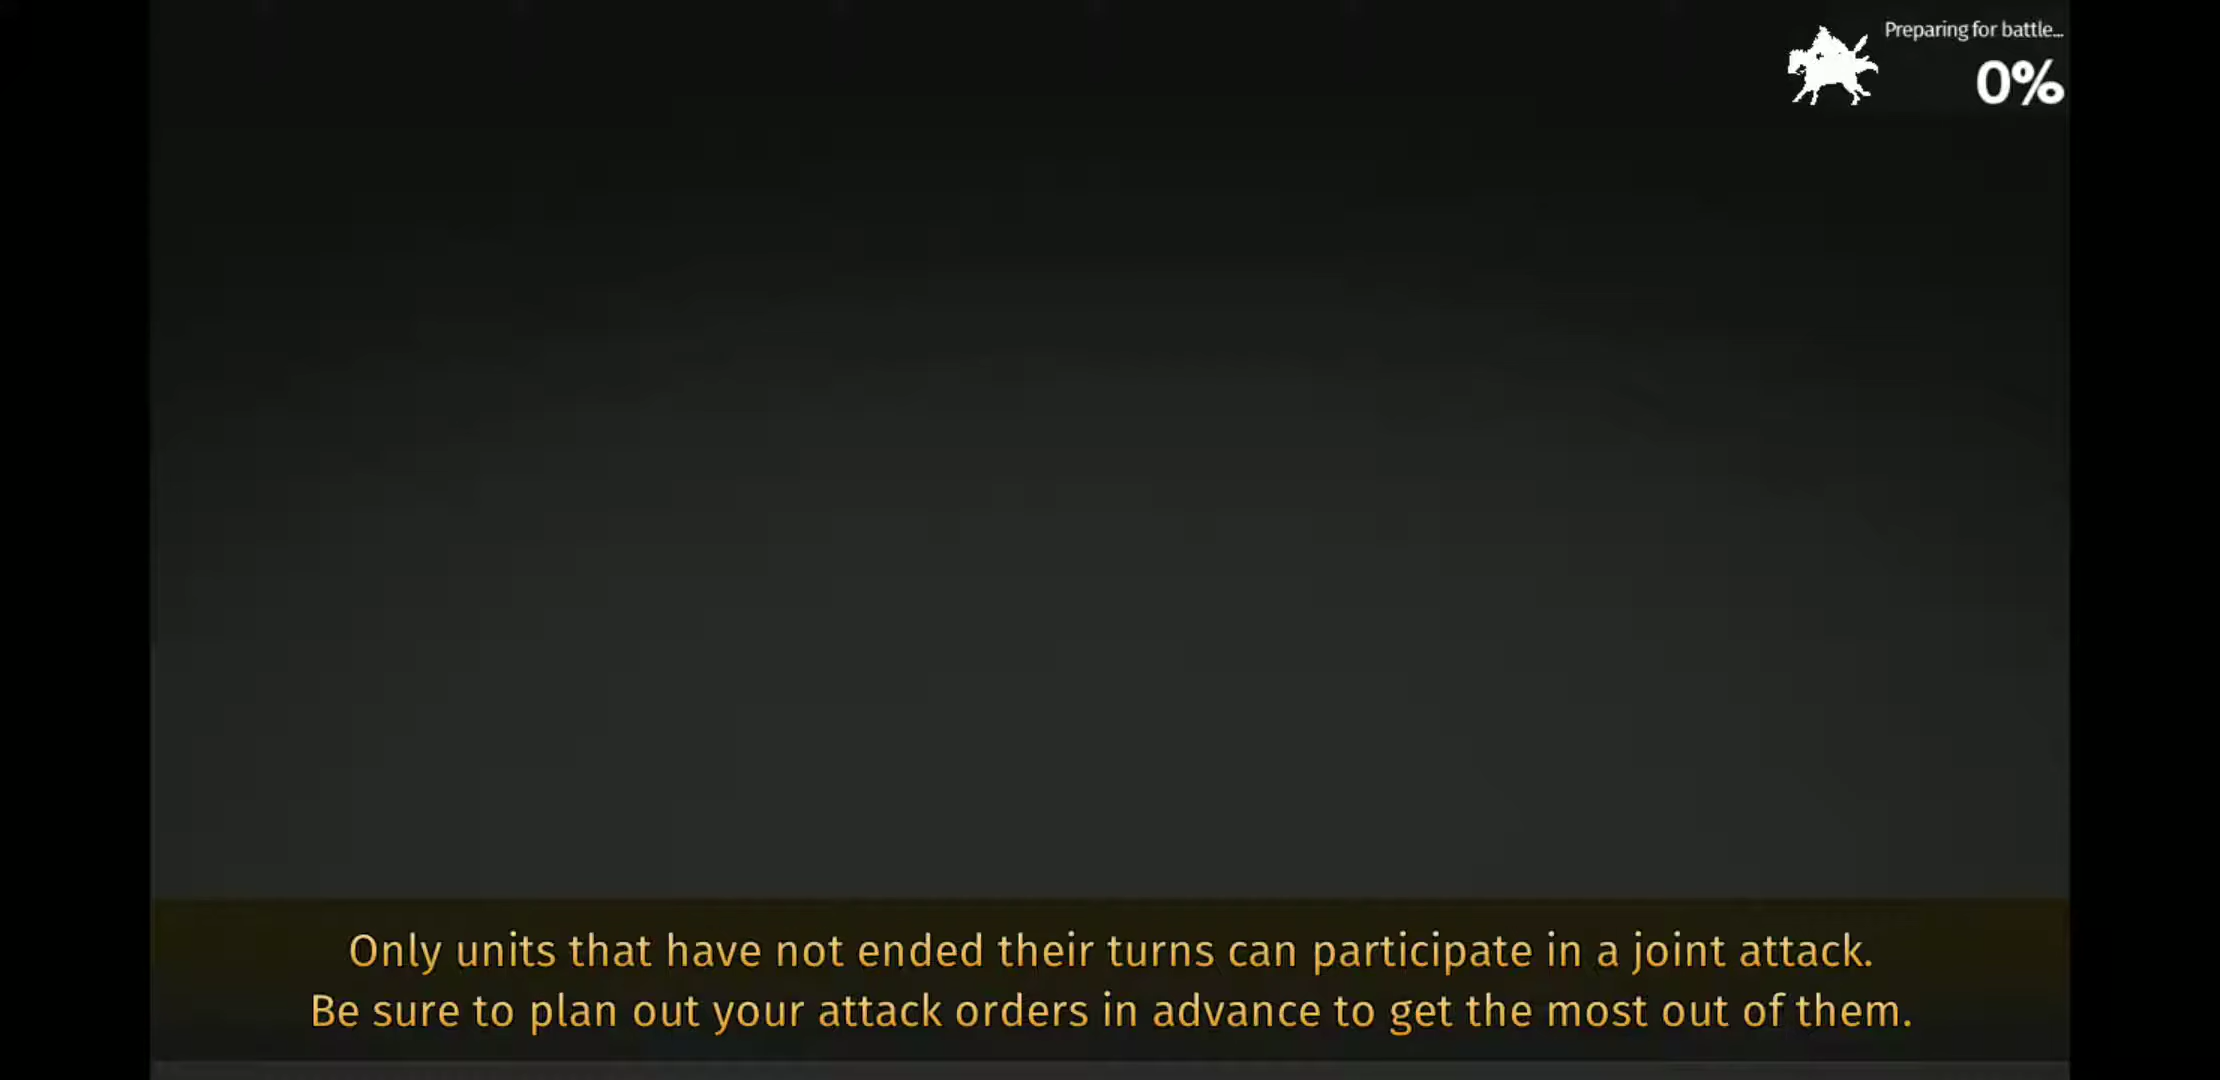 Preparing for battle...
0%
Only units that have not ended their turns can participate in a joint attack.
Be sure to plan out your attack orders in advance to get the most out of them.